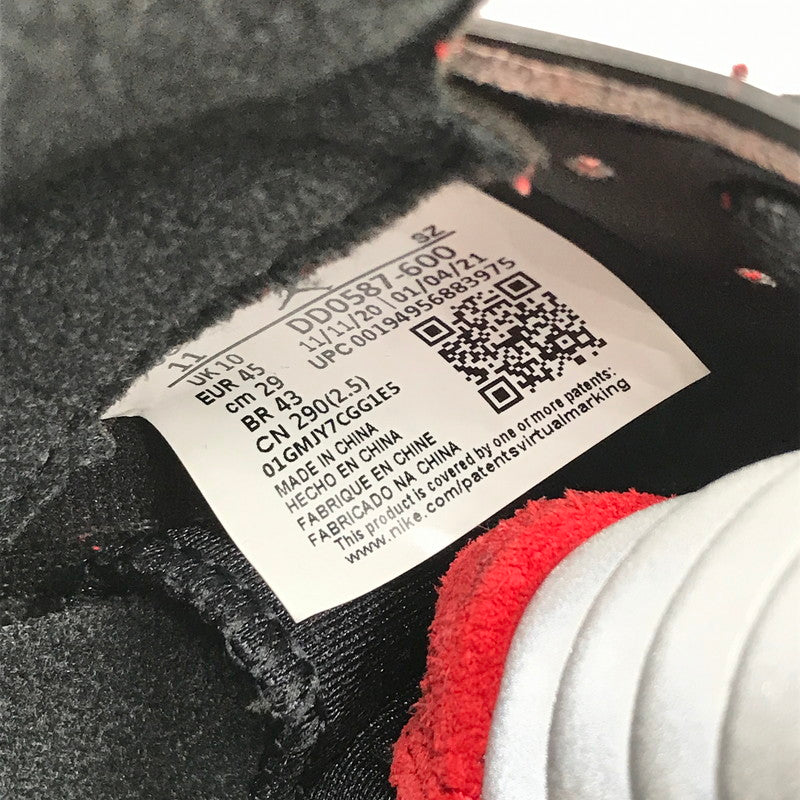 11
9Z
UK 10
EUR 45
cm 29
BR 43
CN 290(2.5)
01GMJY7CGG1E5
DD0587-600
11/11/20 01/04/21
UPC 00194956883975
MADE IN CHINA
HECHO EN CHINA
FABRIQUE EN CHINE
FABRICADO NA CHINA
This product is covered by one or more patents:
www.nike.com/patentsvirtualmarking